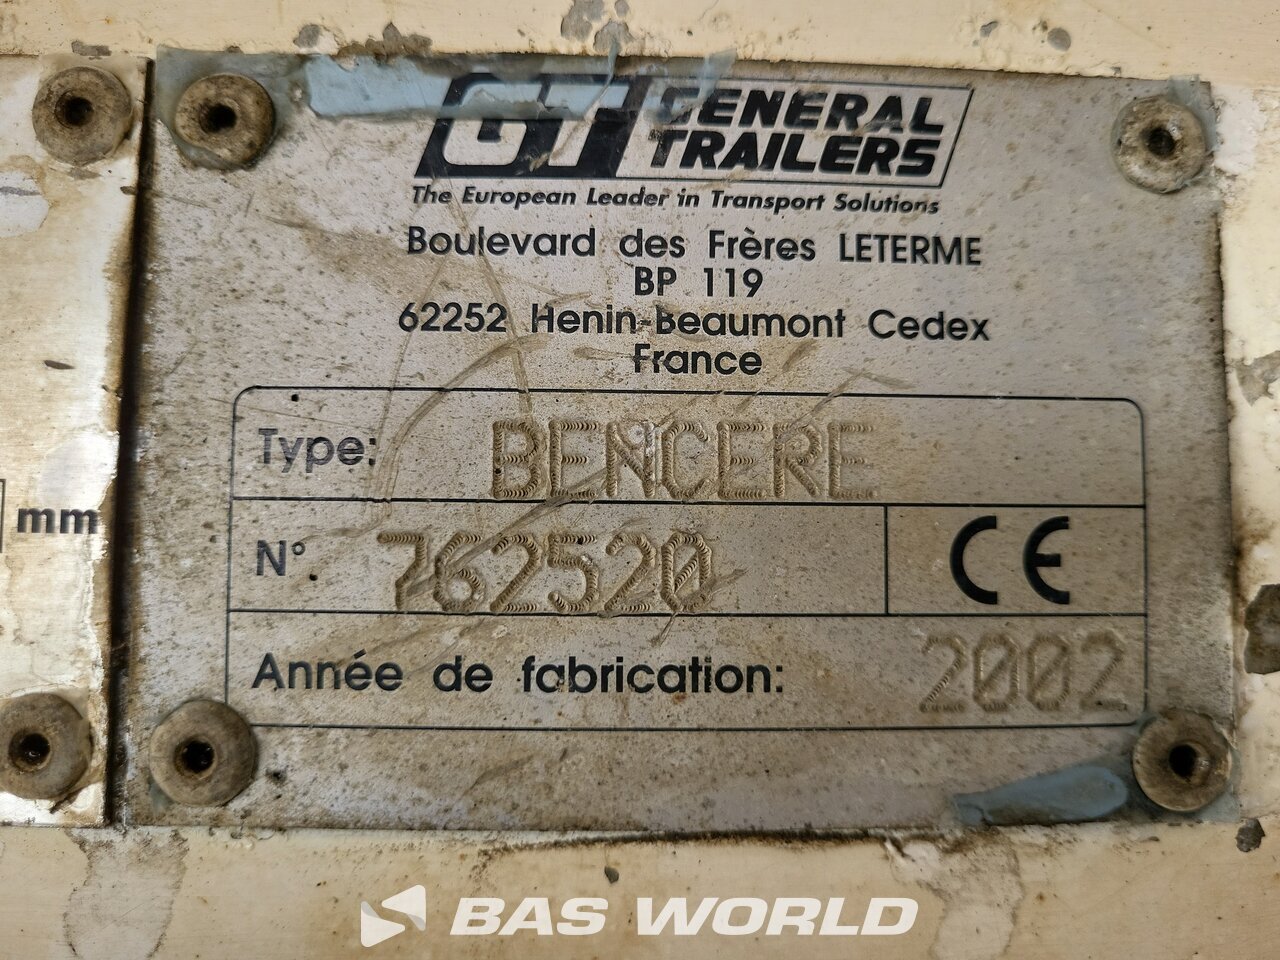 GT GENERAL
TRAILERS
The European Leader in Transport Solutions
Boulevard des Frères LETERME
BP 119
62252 Henin-Beaumont Cedex
France
Type: BENCERE
N°. 762520 CE
Année de fabrication: 2002
mm
BAS WORLD